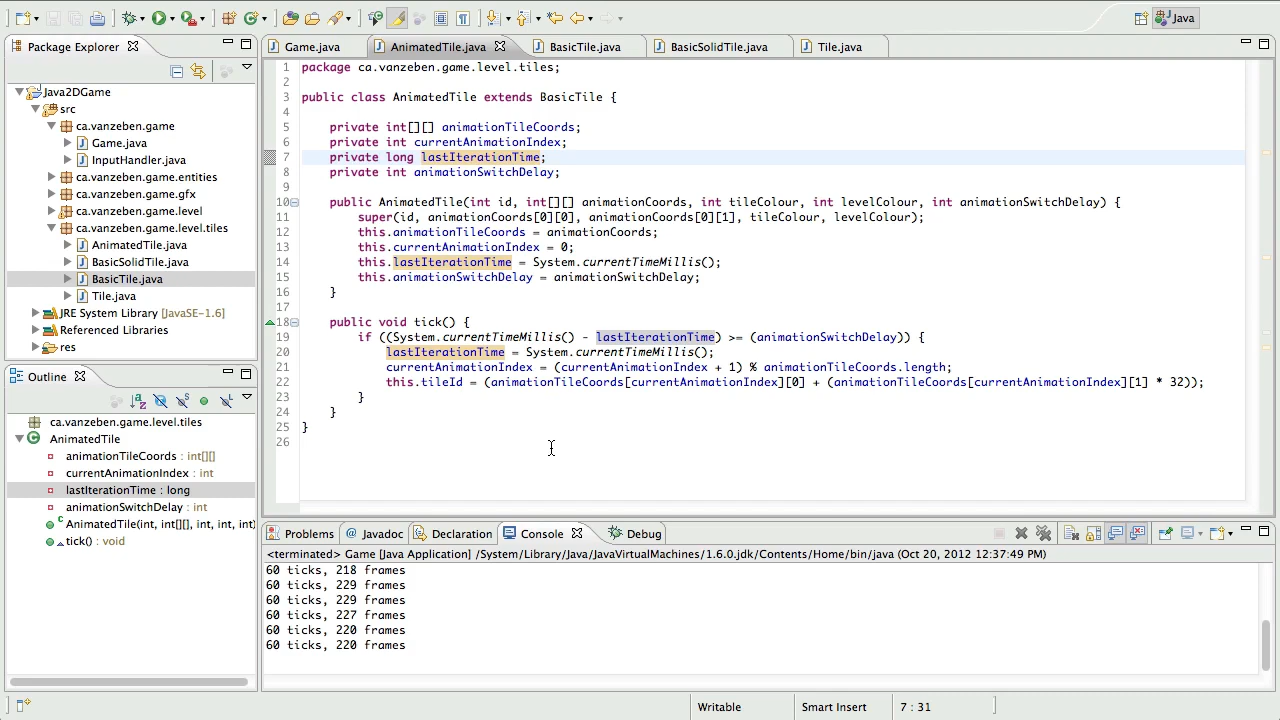 Java
Package Explorer
Java2DGame
src
ca.vanzeben.game
Game.java
InputHandler.java
ca.vanzeben.game.entities
ca.vanzeben.game.gfx
ca.vanzeben.game.level
ca.vanzeben.game.level.tiles
AnimatedTile.java
BasicSolidTile.java
BasicTile.java
Tile.java
JRE System Library [JavaSE-1.6]
Referenced Libraries
res
Outline
ca.vanzeben.game.level.tiles
AnimatedTile
animationTileCoords : int[][]
currentAnimationIndex : int
lastIterationTime : long
animationSwitchDelay : int
AnimatedTile(int, int[][], int, int, int)
tick() : void
Game.java AnimatedTile.java BasicTile.java BasicSolidTile.java Tile.java
1 package ca.vanzeben.game.level.tiles;
2
3 public class AnimatedTile extends BasicTile {
4
5 private int[][] animationTileCoords;
6 private int currentAnimationIndex;
7 private long lastIterationTime;
8 private int animationSwitchDelay;
9
10 public AnimatedTile(int id, int[][] animationCoords, int tileColour, int levelColour, int animationSwitchDelay) {
11 super(id, animationCoords[0][0], animationCoords[0][1], tileColour, levelColour);
12 this.animationTileCoords = animationCoords;
13 this.currentAnimationIndex = 0;
14 this.lastIterationTime = System.currentTimeMillis();
15 this.animationSwitchDelay = animationSwitchDelay;
16 }
17
18 public void tick() {
19 if ((System.currentTimeMillis() - lastIterationTime) >= (animationSwitchDelay)) {
20 lastIterationTime = System.currentTimeMillis();
21 currentAnimationIndex = (currentAnimationIndex + 1) % animationTileCoords.length;
22 this.tileId = (animationTileCoords[currentAnimationIndex][0] + (animationTileCoords[currentAnimationIndex][1] * 32));
23 }
24 }
25 }
26
Problems Javadoc Declaration Console Debug
<terminated> Game [Java Application] /System/Library/Java/JavaVirtualMachines/1.6.0.jdk/Contents/Home/bin/java (Oct 20, 2012 12:37:49 PM)
60 ticks, 218 frames
60 ticks, 229 frames
60 ticks, 229 frames
60 ticks, 227 frames
60 ticks, 220 frames
60 ticks, 220 frames
Writable Smart Insert 7 : 31